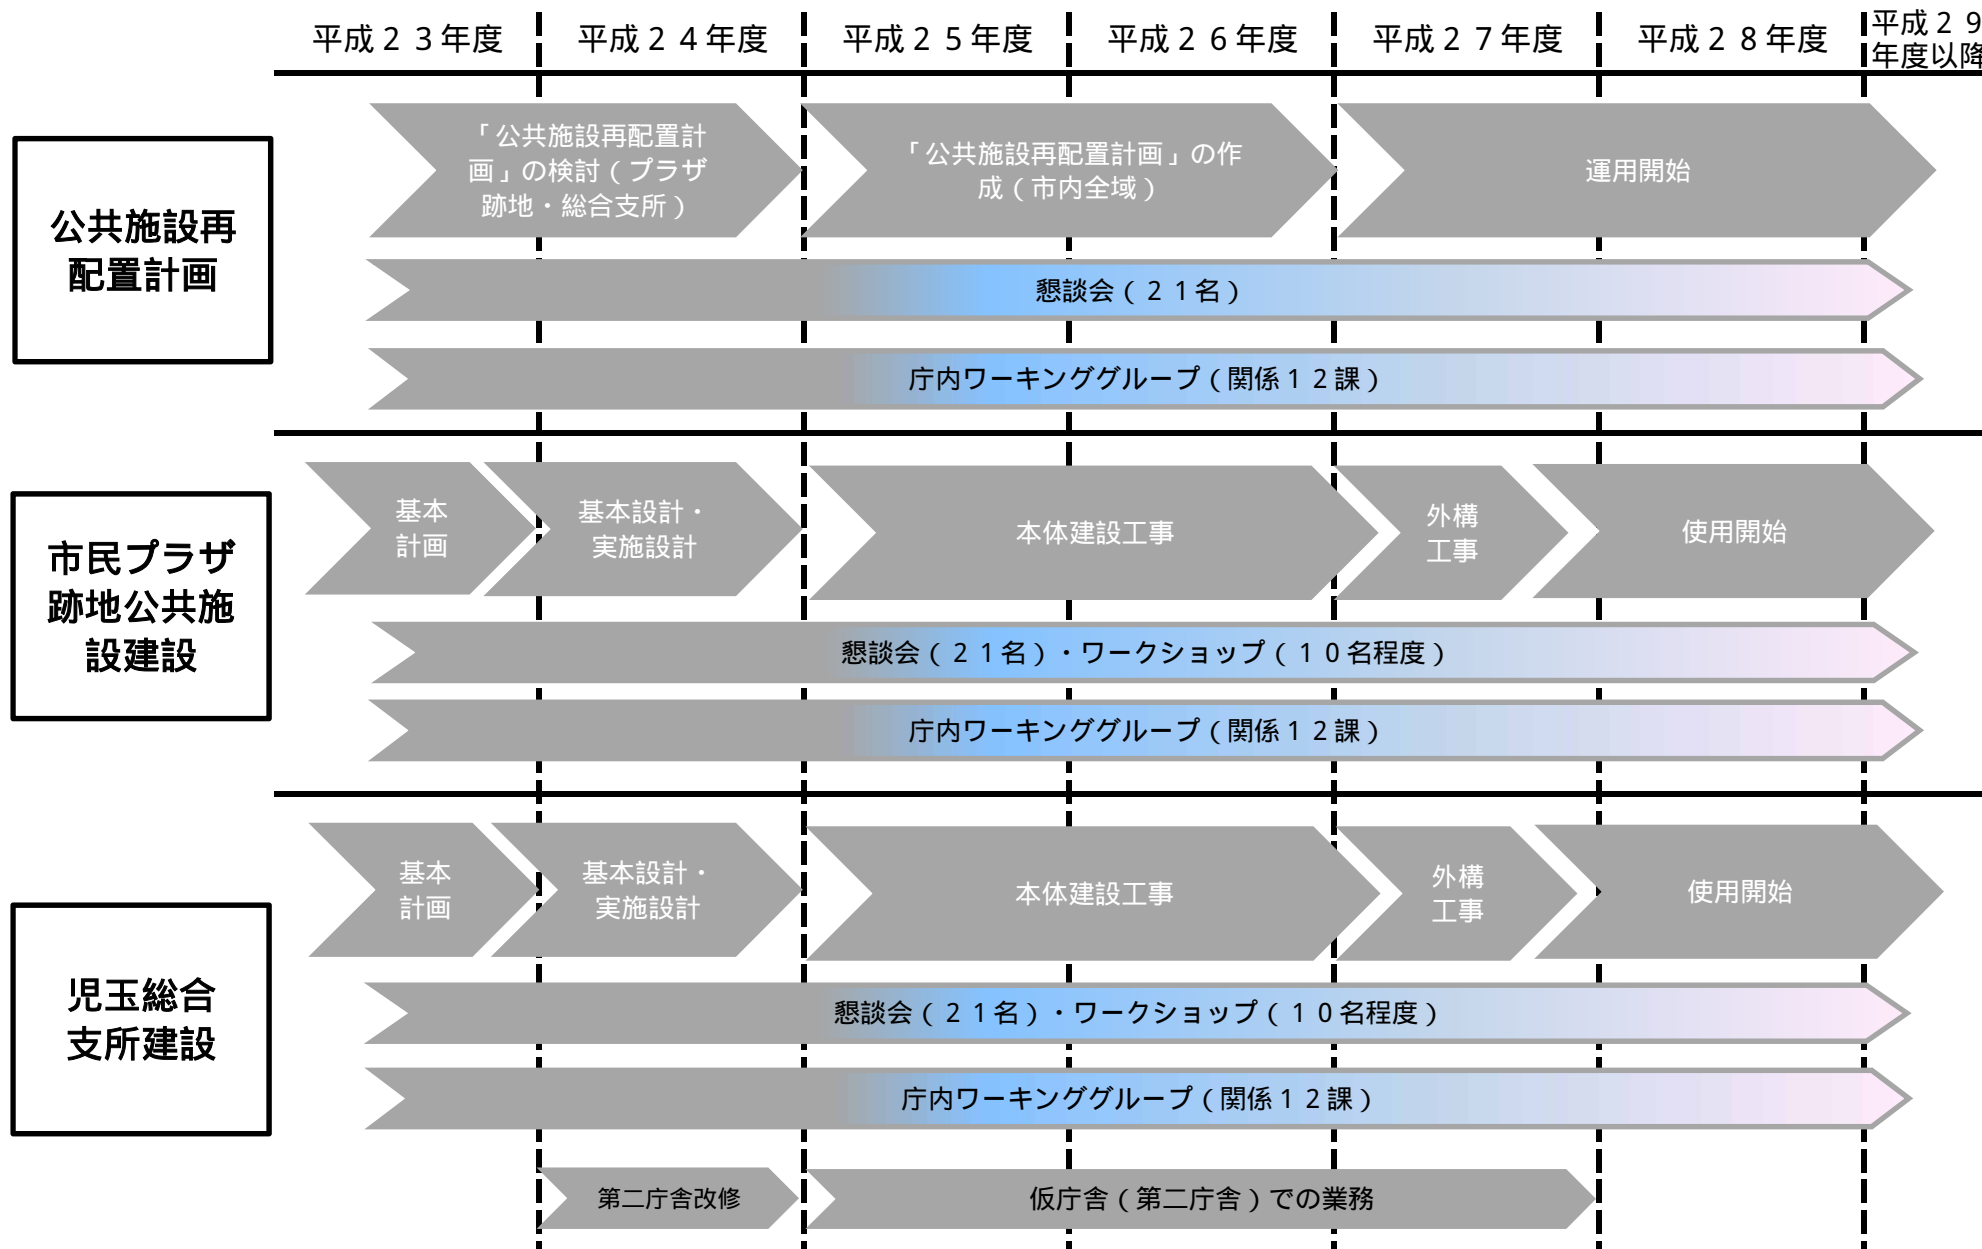 平成２３年度
平成２４年度
平成２５年度
平成２６年度
平成２７年度
平成２８年度
平成２９
年度以降
公共施設再
配置計画
「公共施設再配置計
画」の検討（プラザ
跡地・総合支所）
「公共施設再配置計画」の作
成（市内全域）
運用開始
懇談会（２１名）
庁内ワーキンググループ（関係１２課）
市民プラザ
跡地公共施
設建設
基本
計画
基本設計・
実施設計
本体建設工事
外構
工事
使用開始
懇談会（２１名）・ワークショップ（１０名程度）
庁内ワーキンググループ（関係１２課）
児玉総合
支所建設
基本
計画
基本設計・
実施設計
本体建設工事
外構
工事
使用開始
懇談会（２１名）・ワークショップ（１０名程度）
庁内ワーキンググループ（関係１２課）
第二庁舎改修
仮庁舎（第二庁舎）での業務